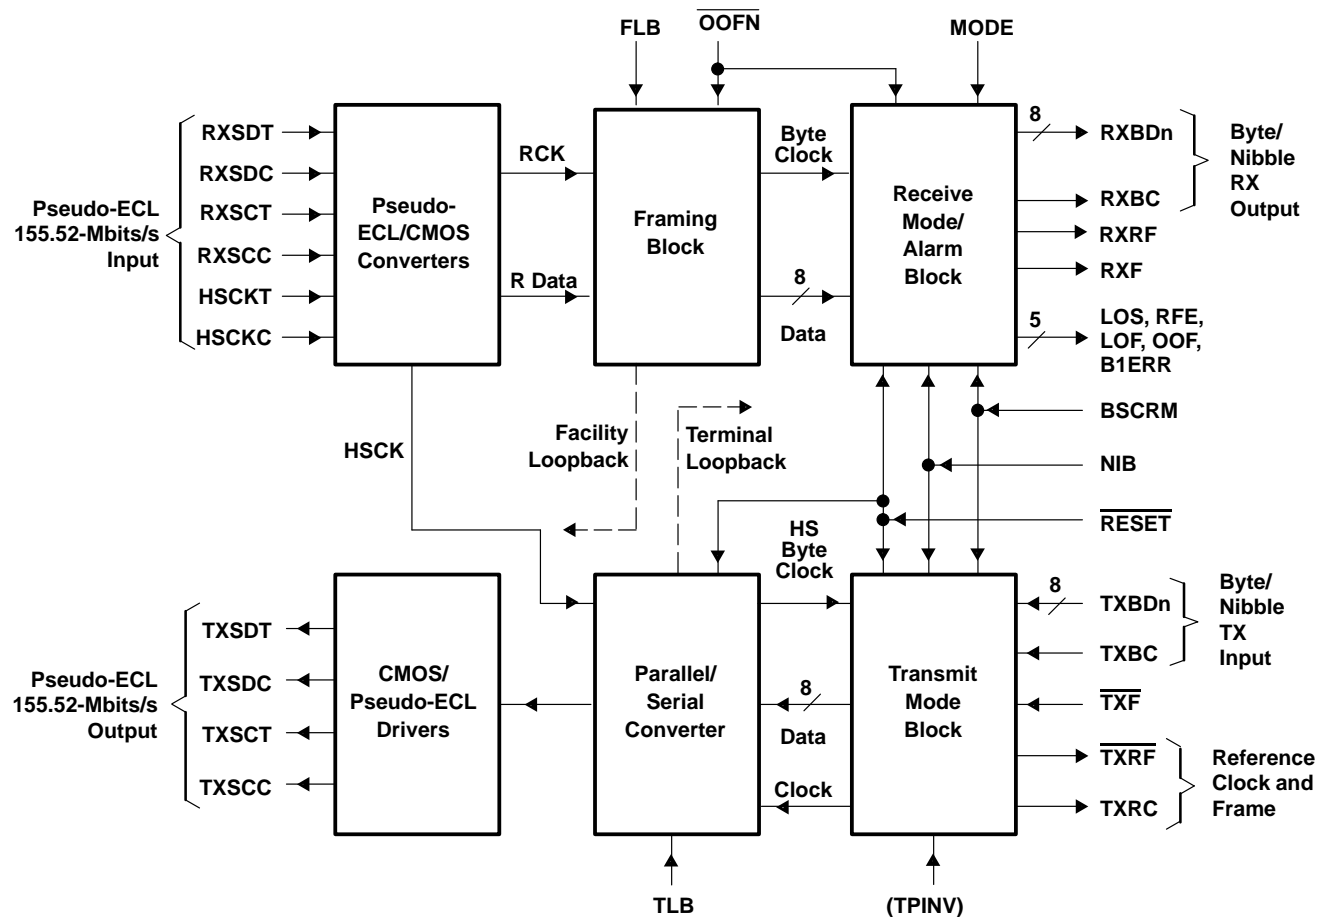 FLB
OOFN
MODE
RXSDT
RXSDC
RXSCT
RXSCC
HSCKT
HSCKC
Pseudo-ECL
155.52-Mbits/s
Input
Pseudo-
ECL/CMOS
Converters
RCK
R Data
Framing
Block
Byte
Clock
8
Data
Receive
Mode/
Alarm
Block
8
RXBDn
RXBC
Byte/
Nibble
RX
Output
RXRF
RXF
5
LOS, RFE,
LOF, OOF,
B1ERR
BSCRM
NIB
RESET
HSCK
Facility
Loopback
Terminal
Loopback
HS
Byte
Clock
Pseudo-ECL
155.52-Mbits/s
Output
TXSDT
TXSDC
TXSCT
TXSCC
CMOS/
Pseudo-ECL
Drivers
Parallel/
Serial
Converter
8
Data
Clock
Transmit
Mode
Block
8
TXBDn
TXBC
Byte/
Nibble
TX
Input
TXF
TXRF
TXRC
Reference
Clock and
Frame
TLB
(TPINV)